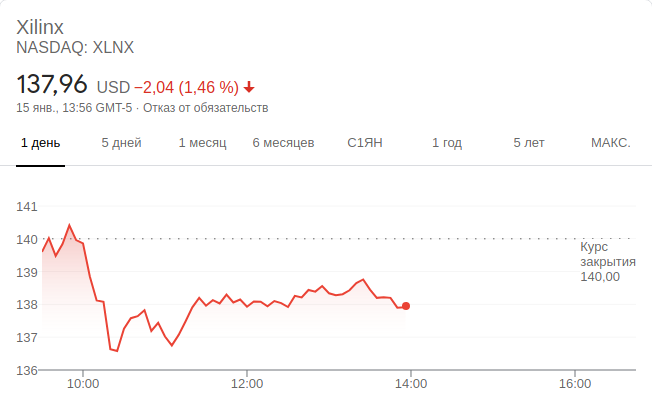 Xilinx
NASDAQ: XLNX
137,96 USD −2,04 (1,46 %)
15 янв., 13:56 GMT-5 · Отказ от обязательств
1 день 5 дней 1 месяц 6 месяцев С1ЯН 1 год 5 лет МАКС.
141
140
139
138
137
136
Курс
закрытия
140,00
10:00 12:00 14:00 16:00